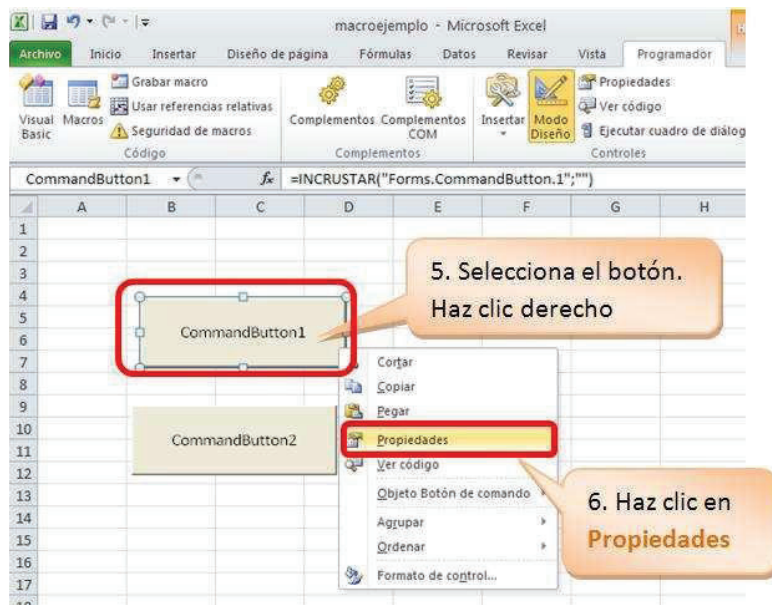 macroejemplo - Microsoft Excel
Archivo Inicio Insertar Diseño de página Fórmulas Datos Revisar Vista Programador
Visual Basic
Macros
Grabar macro
Usar referencias relativas
Seguridad de macros
Código
Complementos
Complementos COM
Complementos
Insertar
Modo Diseño
Propiedades
Ver código
Ejecutar cuadro de diálog
Controles
CommandButton1 fx =INCRUSTAR("Forms.CommandButton.1";"")
A B C D E F G H
1
2
3
4
5
6
7
8
9
10
11
12
13
14
15
16
17
CommandButton1
CommandButton2
5. Selecciona el botón.
Haz clic derecho
Cortar
Copiar
Pegar
Propiedades
Ver código
Objeto Botón de comando
Agrupar
Ordenar
Formato de control...
6. Haz clic en
Propiedades